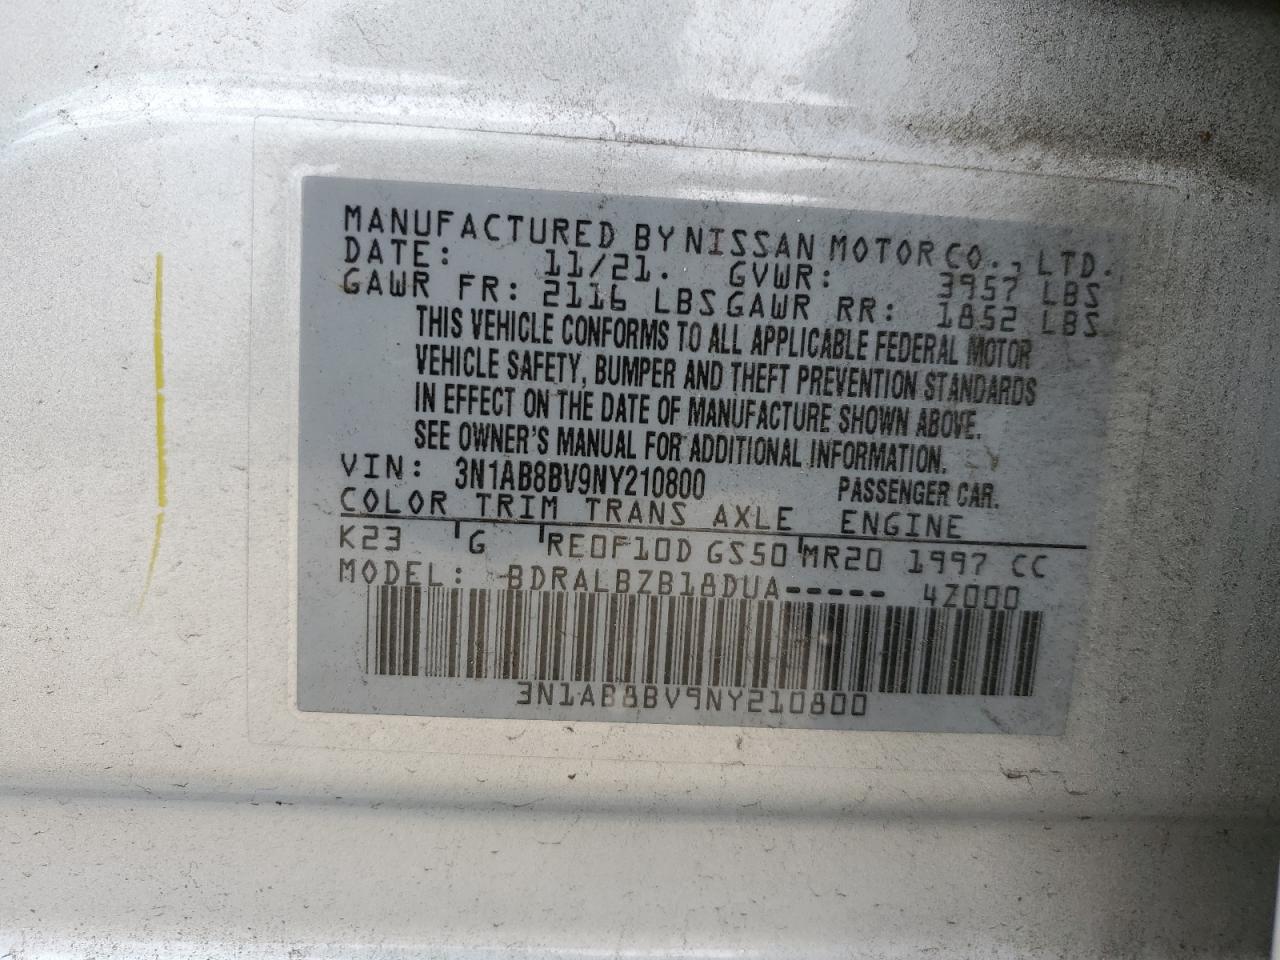 MANUFACTURED BY NISSAN MOTOR CO., LTD.
DATE: 11/21. GVWR: 3957 LBS
GAWR FR: 2116 LBS GAWR RR: 1852 LBS
THIS VEHICLE CONFORMS TO ALL APPLICABLE FEDERAL MOTOR
VEHICLE SAFETY, BUMPER AND THEFT PREVENTION STANDARDS
IN EFFECT ON THE DATE OF MANUFACTURE SHOWN ABOVE.
SEE OWNER'S MANUAL FOR ADDITIONAL INFORMATION.
VIN: 3N1AB8BV9NY210800 PASSENGER CAR.
COLOR TRIM TRANS AXLE ENGINE
K23 G RE0F10D GS50 MR20 1997 CC
MODEL: BDRALBZB18DUA----- 4Z000
3N1AB8BV9NY210800